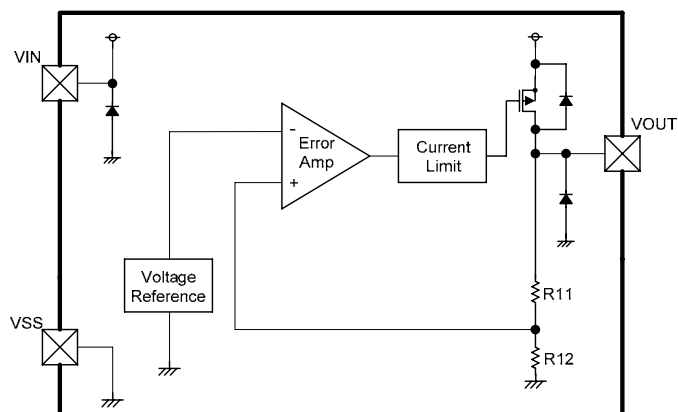 VIN
VOUT
-
Error
Amp
+
Current
Limit
Voltage
Reference
R11
VSS
R12